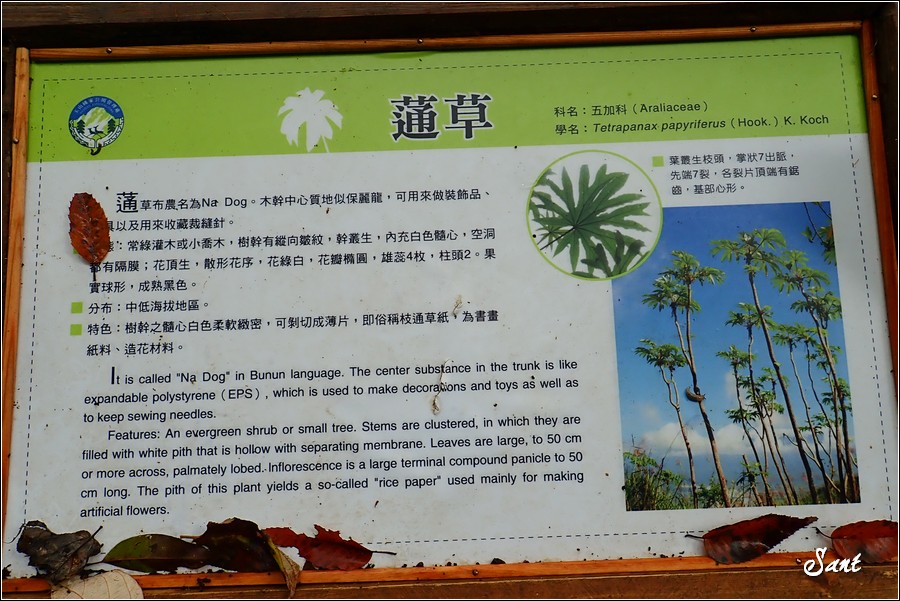 蓪草
科名：五加科（Araliaceae）
學名：Tetrapanax papyriferus（Hook.）K. Koch
葉叢生枝頭，掌狀7出脈，
先端7裂，各裂片頂端有鋸
齒，基部心形。
蓪草布農名為Na Dog。木幹中心質地似保麗龍，可用來做裝飾品、
具以及用來收藏裁縫針。
：常綠灌木或小喬木，樹幹有縱向皺紋，幹叢生，內充白色髓心，空洞
都有隔膜；花頂生，散形花序，花綠白，花瓣橢圓，雄蕊4枚，柱頭2。果
實球形，成熟黑色。
分布：中低海拔地區。
特色：樹幹之髓心白色柔軟緻密，可剝切成薄片，即俗稱枝通草紙，為書畫
紙料、造花材料。
It is called "Na Dog" in Bunun language. The center substance in the trunk is like
expandable polystyrene（EPS）, which is used to make decorations and toys as well as
to keep sewing needles.
Features: An evergreen shrub or small tree. Stems are clustered, in which they are
filled with white pith that is hollow with separating membrane. Leaves are large, to 50 cm
or more across, palmately lobed. Inflorescence is a large terminal compound panicle to 50
cm long. The pith of this plant yields a so-called "rice paper" used mainly for making
artificial flowers.
Sant